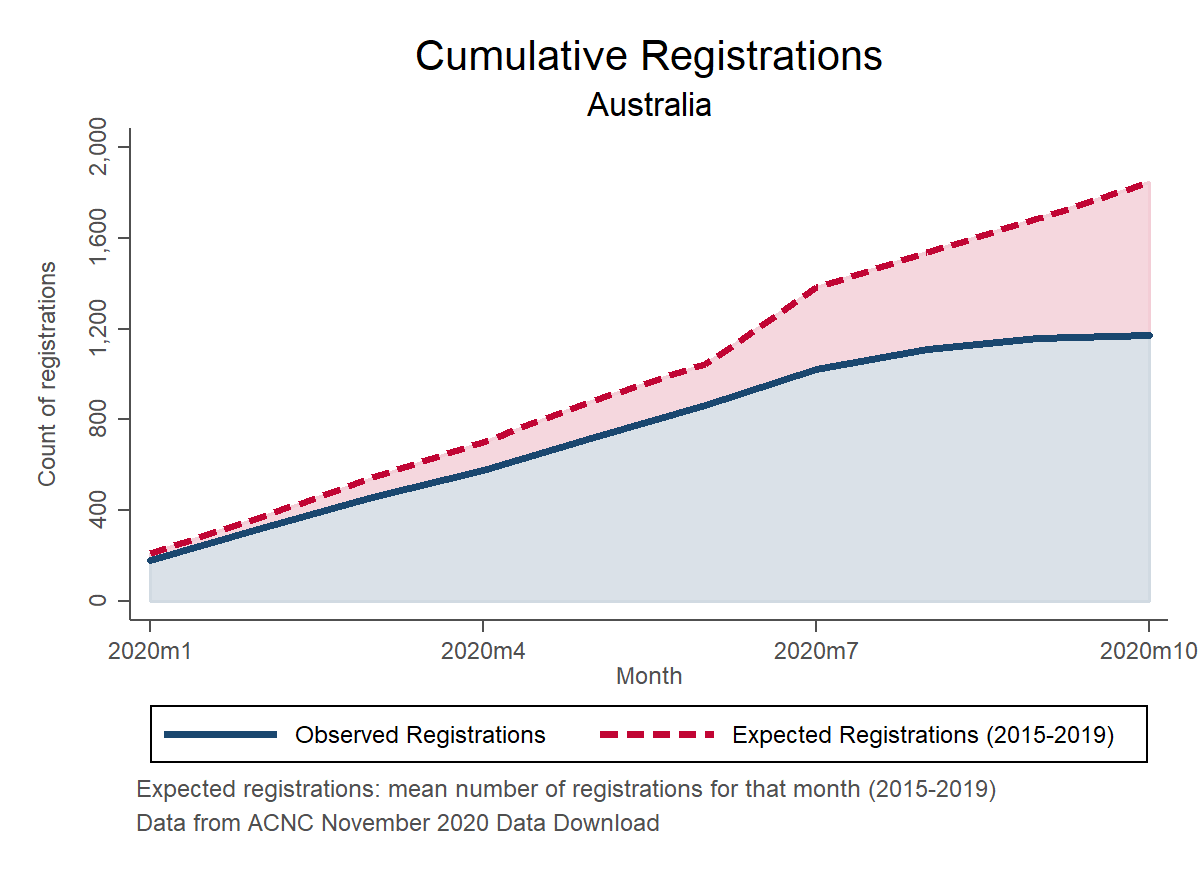 Cumulative Registrations
Australia
Count of registrations
2,000
1,600
1,200
800
400
0
2020m1 2020m4 2020m7 2020m10
Month
Observed Registrations Expected Registrations (2015-2019)
Expected registrations: mean number of registrations for that month (2015-2019)
Data from ACNC November 2020 Data Download